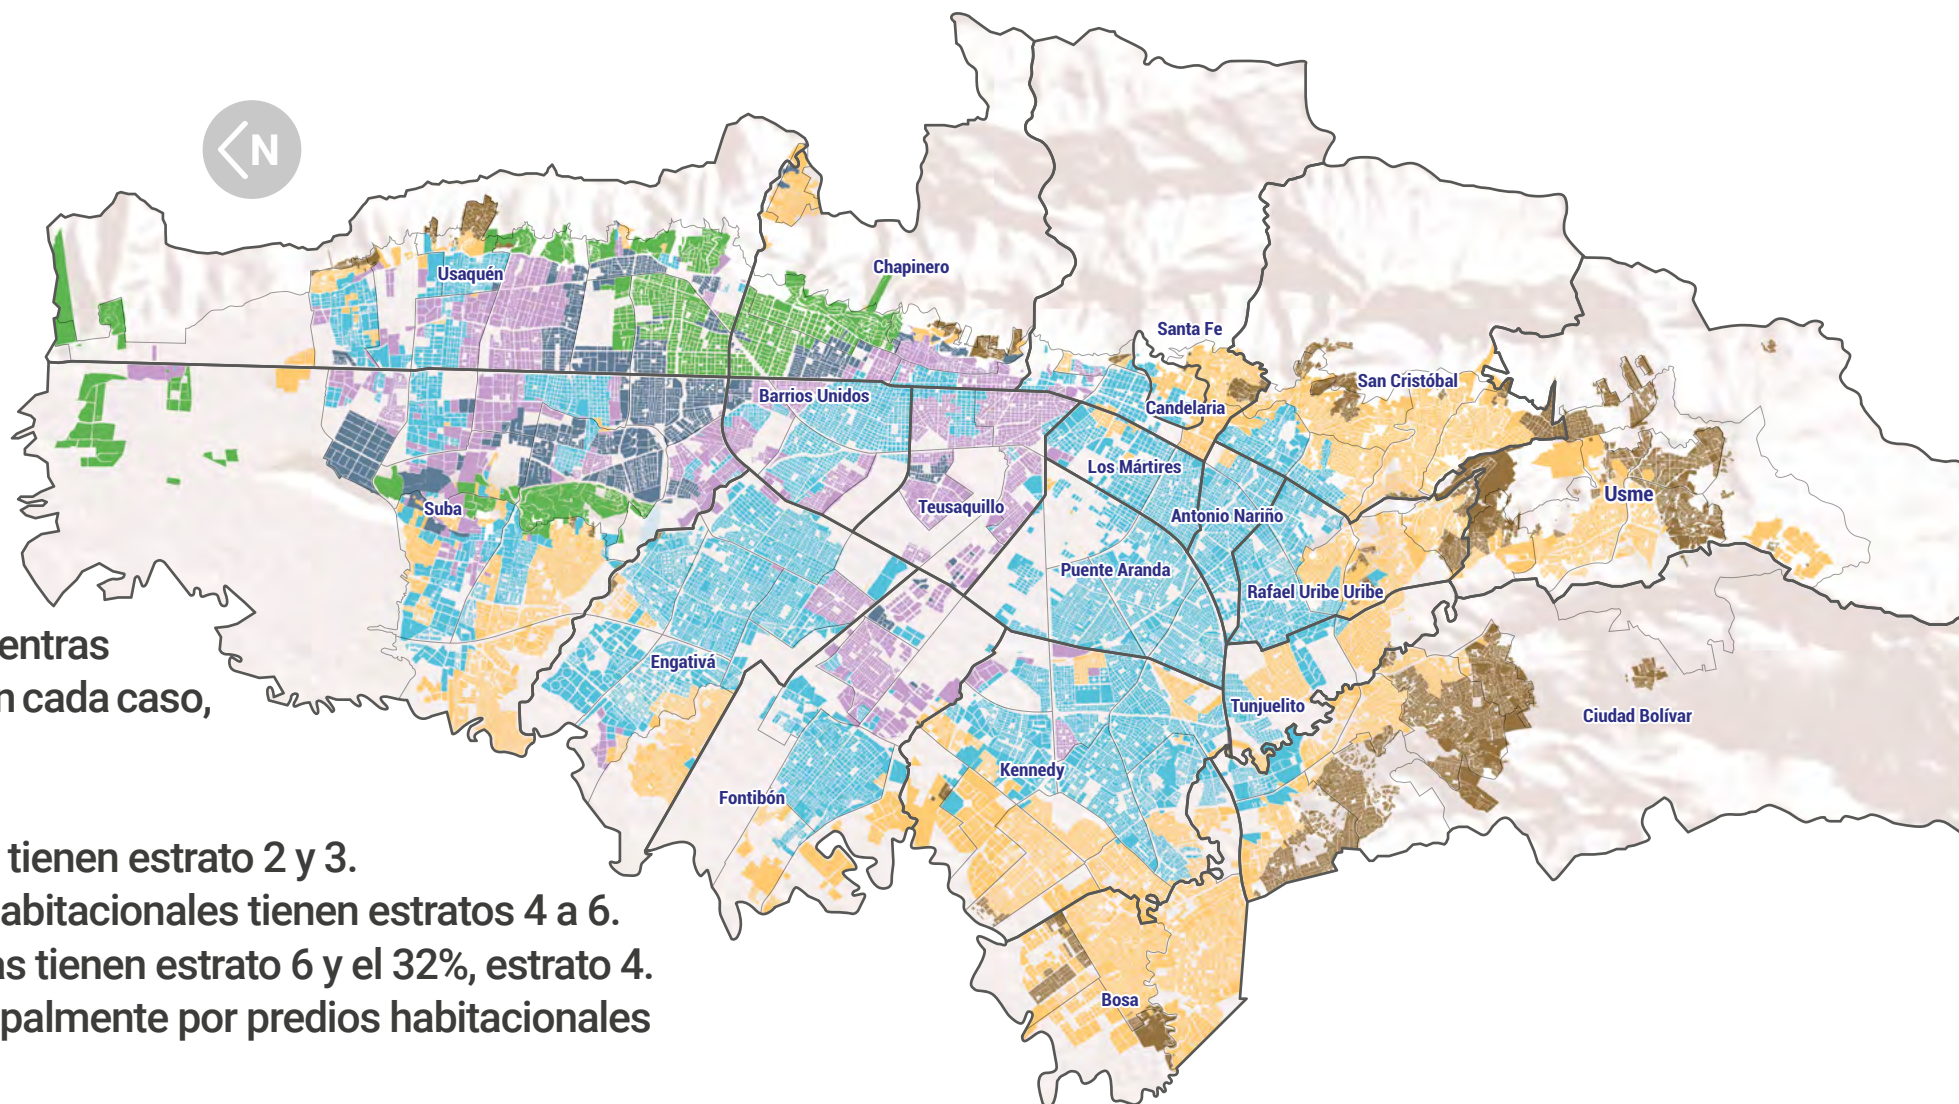 N
Usaquén
Chapinero
Santa Fe
San Cristóbal
Barrios Unidos
Candelaria
Los Mártires
Usme
Suba
Teusaquillo
Antonio Nariño
Puente Aranda
Rafael Uribe Uribe
entras
Engativá
n cada caso,
Tunjuelito
Ciudad Bolívar
Kennedy
Fontibón
tienen estrato 2 y 3.
abitacionales tienen estratos 4 a 6.
as tienen estrato 6 y el 32%, estrato 4.
Bosa
palmente por predios habitacionales